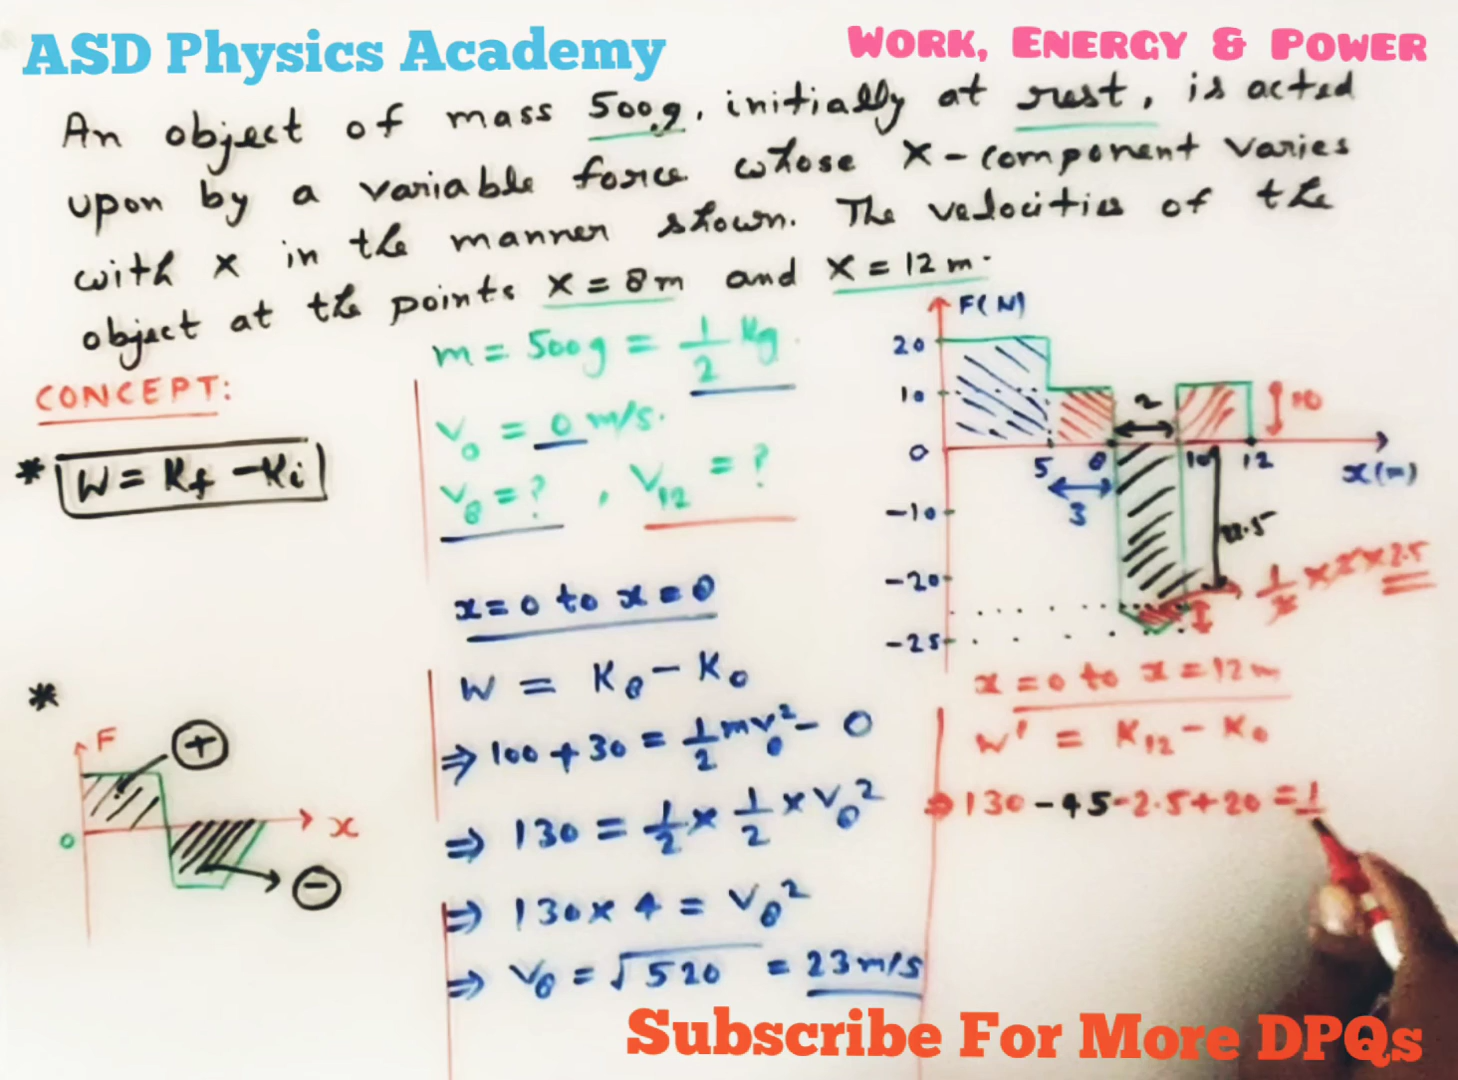 ASD Physics Academy
WORK, ENERGY & POWER
An object of mass 500g, initially at rest, is acted
upon by a variable force whose X-component varies
with x in the manner shown. The velocities of the
object at the points X = 8m and X = 12m.
CONCEPT:
* W = Kf - Ki
*
F
+
0
x
-
m = 500g = 1/2 Kg.
V0 = 0 m/s.
V8 = ? , V12 = ?
x = 0 to x = 8
W = K8 - K0
⇒ 100 + 30 = 1/2 mv8² - 0
⇒ 130 = 1/2 × 1/2 × V8²
⇒ 130 × 4 = V8²
⇒ V8 = √520 = 23 m/s
F(N)
20
10
0
-10
-20
-25
2
10
5
8
10
12
x(m)
3
22.5
1/2 × 2 × 2.5
x = 0 to x = 12m
W' = K12 - K0
⇒ 130 - 45 - 2.5 + 20 = 1
Subscribe For More DPQs